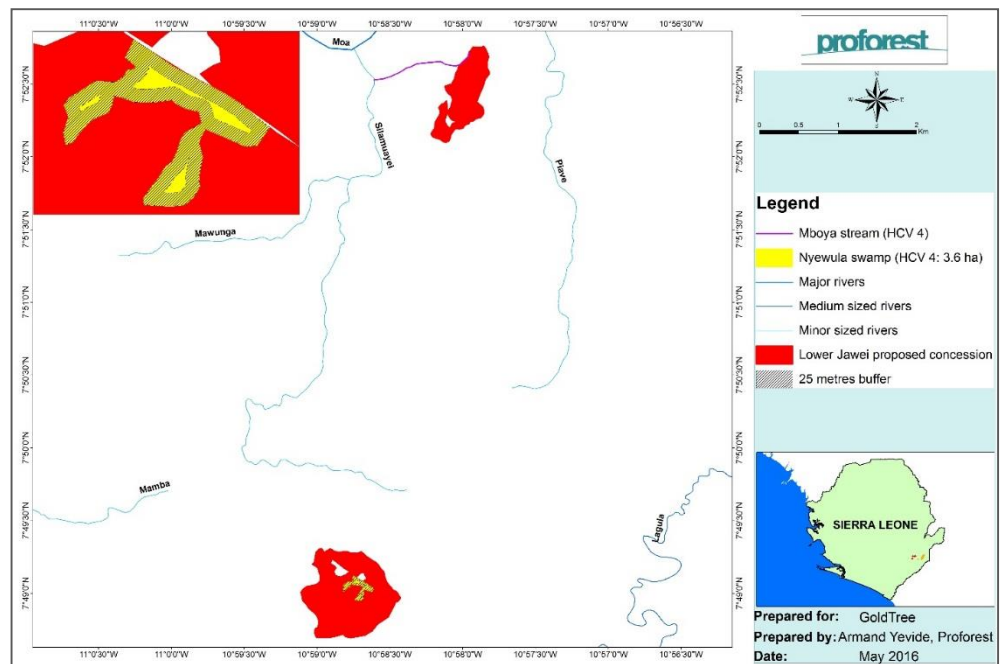 11°0'30"W 11°0'0"W 10°59'30"W 10°59'0"W 10°58'30"W 10°58'0"W 10°57'30"W 10°57'0"W 10°56'30"W
7°52'30"N 7°52'30"N
7°52'0"N 7°52'0"N
7°51'30"N 7°51'30"N
7°51'0"N 7°51'0"N
7°50'30"N 7°50'30"N
7°50'0"N 7°50'0"N
7°49'30"N 7°49'30"N
7°49'0"N 7°49'0"N
11°0'30"W 11°0'0"W 10°59'30"W 10°59'0"W 10°58'30"W 10°58'0"W 10°57'30"W 10°57'0"W 10°56'30"W
Moa
Silamuayei
Piave
Mawunga
Mamba
Lagula
proforest
N
W E
S
0 0.5 1 2
Km
Legend
Mboya stream (HCV 4)
Nyewula swamp (HCV 4: 3.6 ha)
Major rivers
Medium sized rivers
Minor sized rivers
Lower Jawei proposed concession
25 metres buffer
SIERRA LEONE
Prepared for: GoldTree
Prepared by: Armand Yevide, Proforest
Date: May 2016